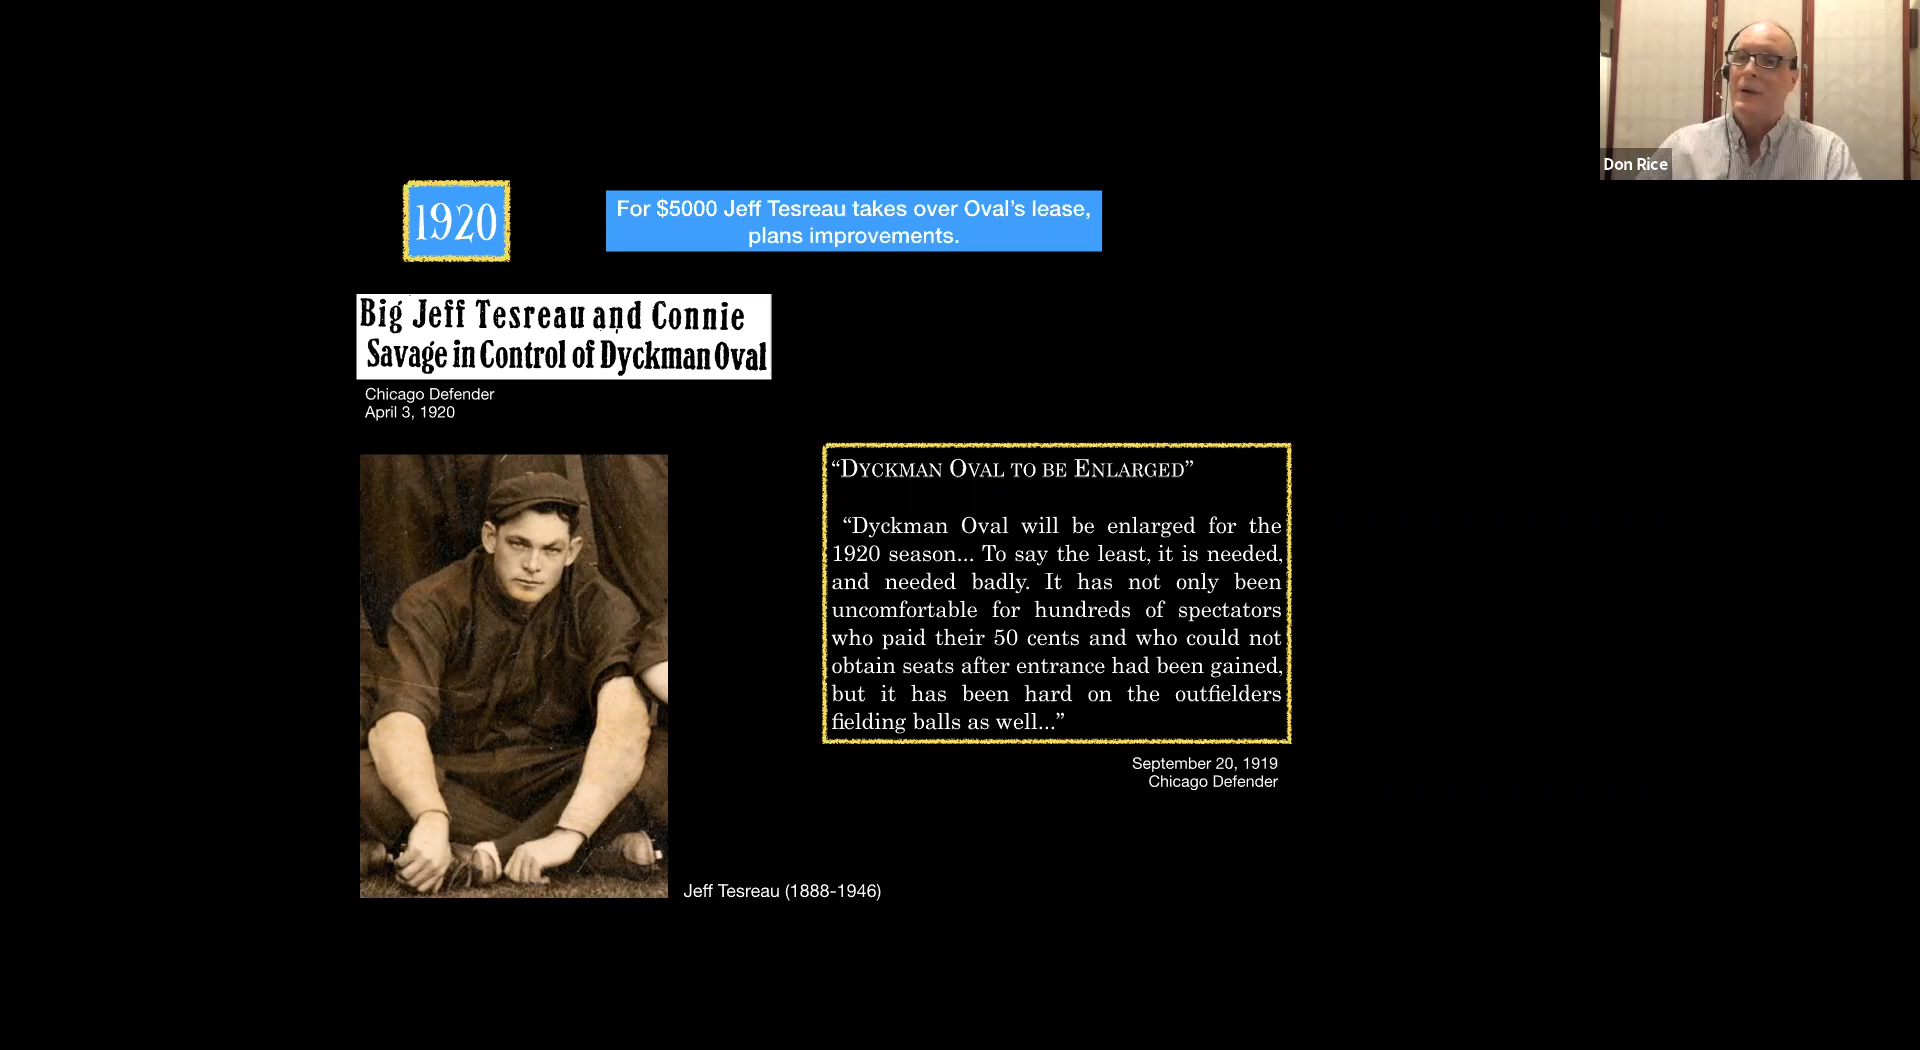 Don Rice
1920
For $5000 Jeff Tesreau takes over Oval's lease,
plans improvements.
Big Jeff Tesreau and Connie
Savage in Control of Dyckman Oval
Chicago Defender
April 3, 1920
“DYCKMAN OVAL TO BE ENLARGED”
“Dyckman Oval will be enlarged for the
1920 season... To say the least, it is needed,
and needed badly. It has not only been
uncomfortable for hundreds of spectators
who paid their 50 cents and who could not
obtain seats after entrance had been gained,
but it has been hard on the outfielders
fielding balls as well...”
September 20, 1919
Chicago Defender
Jeff Tesreau (1888-1946)